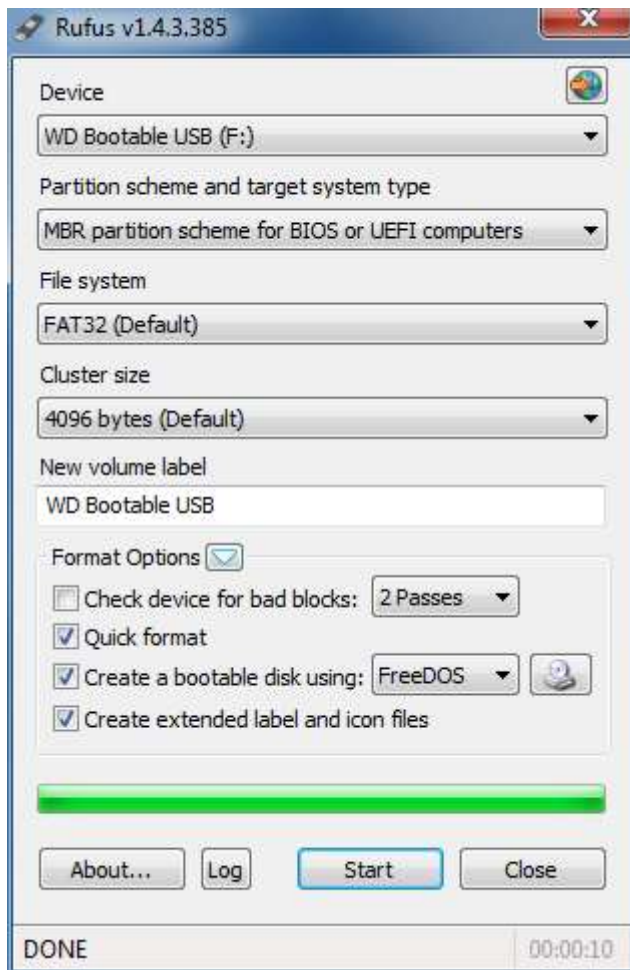 Rufus v1.4.3.385
Device
WD Bootable USB (F:)
Partition scheme and target system type
MBR partition scheme for BIOS or UEFI computers
File system
FAT32 (Default)
Cluster size
4096 bytes (Default)
New volume label
WD Bootable USB
Format Options
Check device for bad blocks: 2 Passes
Quick format
Create a bootable disk using: FreeDOS
Create extended label and icon files
About... Log Start Close
DONE 00:00:10